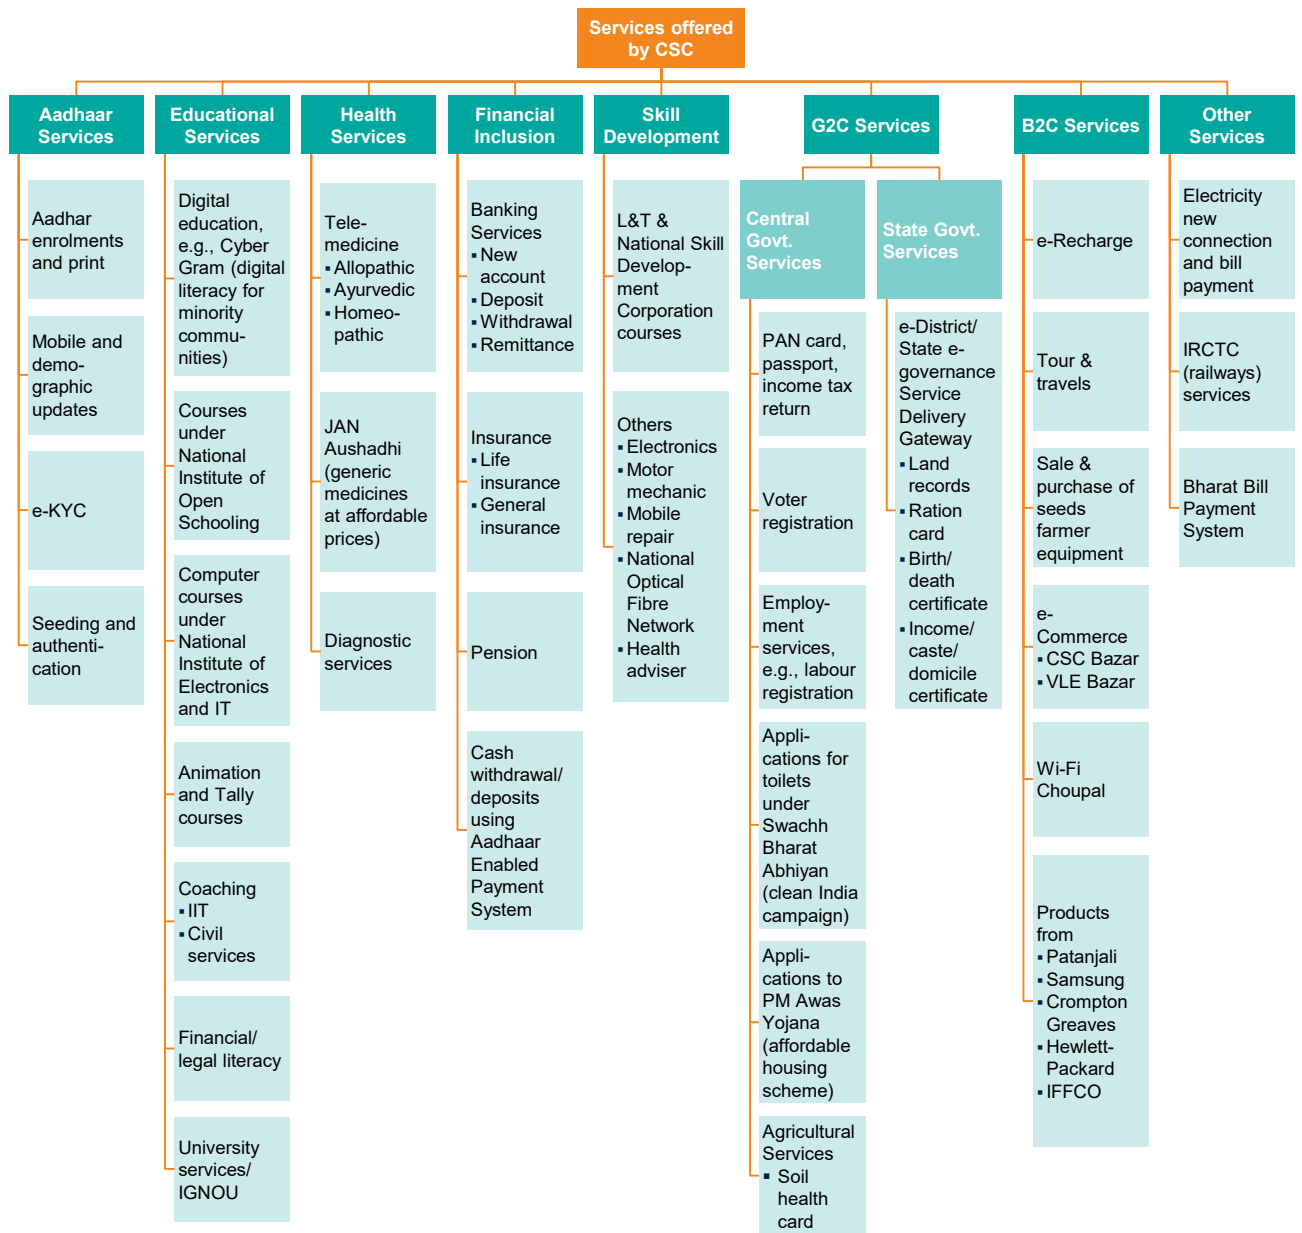 Services offered
by CSC
Aadhaar
Services
Aadhar
enrolments
and print
Mobile and
demo-
graphic
updates
e-KYC
Seeding and
authenti-
cation
Educational
Services
Digital
education,
e.g., Cyber
Gram (digital
literacy for
minority
commu-
nities)
Courses
under
National
Institute of
Open
Schooling
Computer
courses
under
National
Institute of
Electronics
and IT
Animation
and Tally
courses
Coaching
▪ IIT
▪ Civil
services
Financial/
legal literacy
University
services/
IGNOU
Health
Services
Tele-
medicine
▪ Allopathic
▪ Ayurvedic
▪ Homeo-
pathic
JAN
Aushadhi
(generic
medicines
at affordable
prices)
Diagnostic
services
Financial
Inclusion
Banking
Services
▪ New
account
▪ Deposit
▪ Withdrawal
▪ Remittance
Insurance
▪ Life
insurance
▪ General
insurance
Pension
Cash
withdrawal/
deposits
using
Aadhaar
Enabled
Payment
System
Skill
Development
L&T &
National Skill
Develop-
ment
Corporation
courses
Others
▪ Electronics
▪ Motor
mechanic
▪ Mobile
repair
▪ National
Optical
Fibre
Network
▪ Health
adviser
G2C Services
Central
Govt.
Services
PAN card,
passport,
income tax
return
Voter
registration
Employ-
ment
services,
e.g., labour
registration
Appli-
cations for
toilets
under
Swachh
Bharat
Abhiyan
(clean India
campaign)
Appli-
cations to
PM Awas
Yojana
(affordable
housing
scheme)
Agricultural
Services
▪ Soil
health
card
State Govt.
Services
e-District/
State e-
governance
Service
Delivery
Gateway
▪ Land
records
▪ Ration
card
▪ Birth/
death
certificate
▪ Income/
caste/
domicile
certificate
B2C Services
e-Recharge
Tour &
travels
Sale &
purchase of
seeds
farmer
equipment
e-
Commerce
▪ CSC Bazar
▪ VLE Bazar
Wi-Fi
Choupal
Products
from
▪ Patanjali
▪ Samsung
▪ Crompton
Greaves
▪ Hewlett-
Packard
▪ IFFCO
Other
Services
Electricity
new
connection
and bill
payment
IRCTC
(railways)
services
Bharat Bill
Payment
System